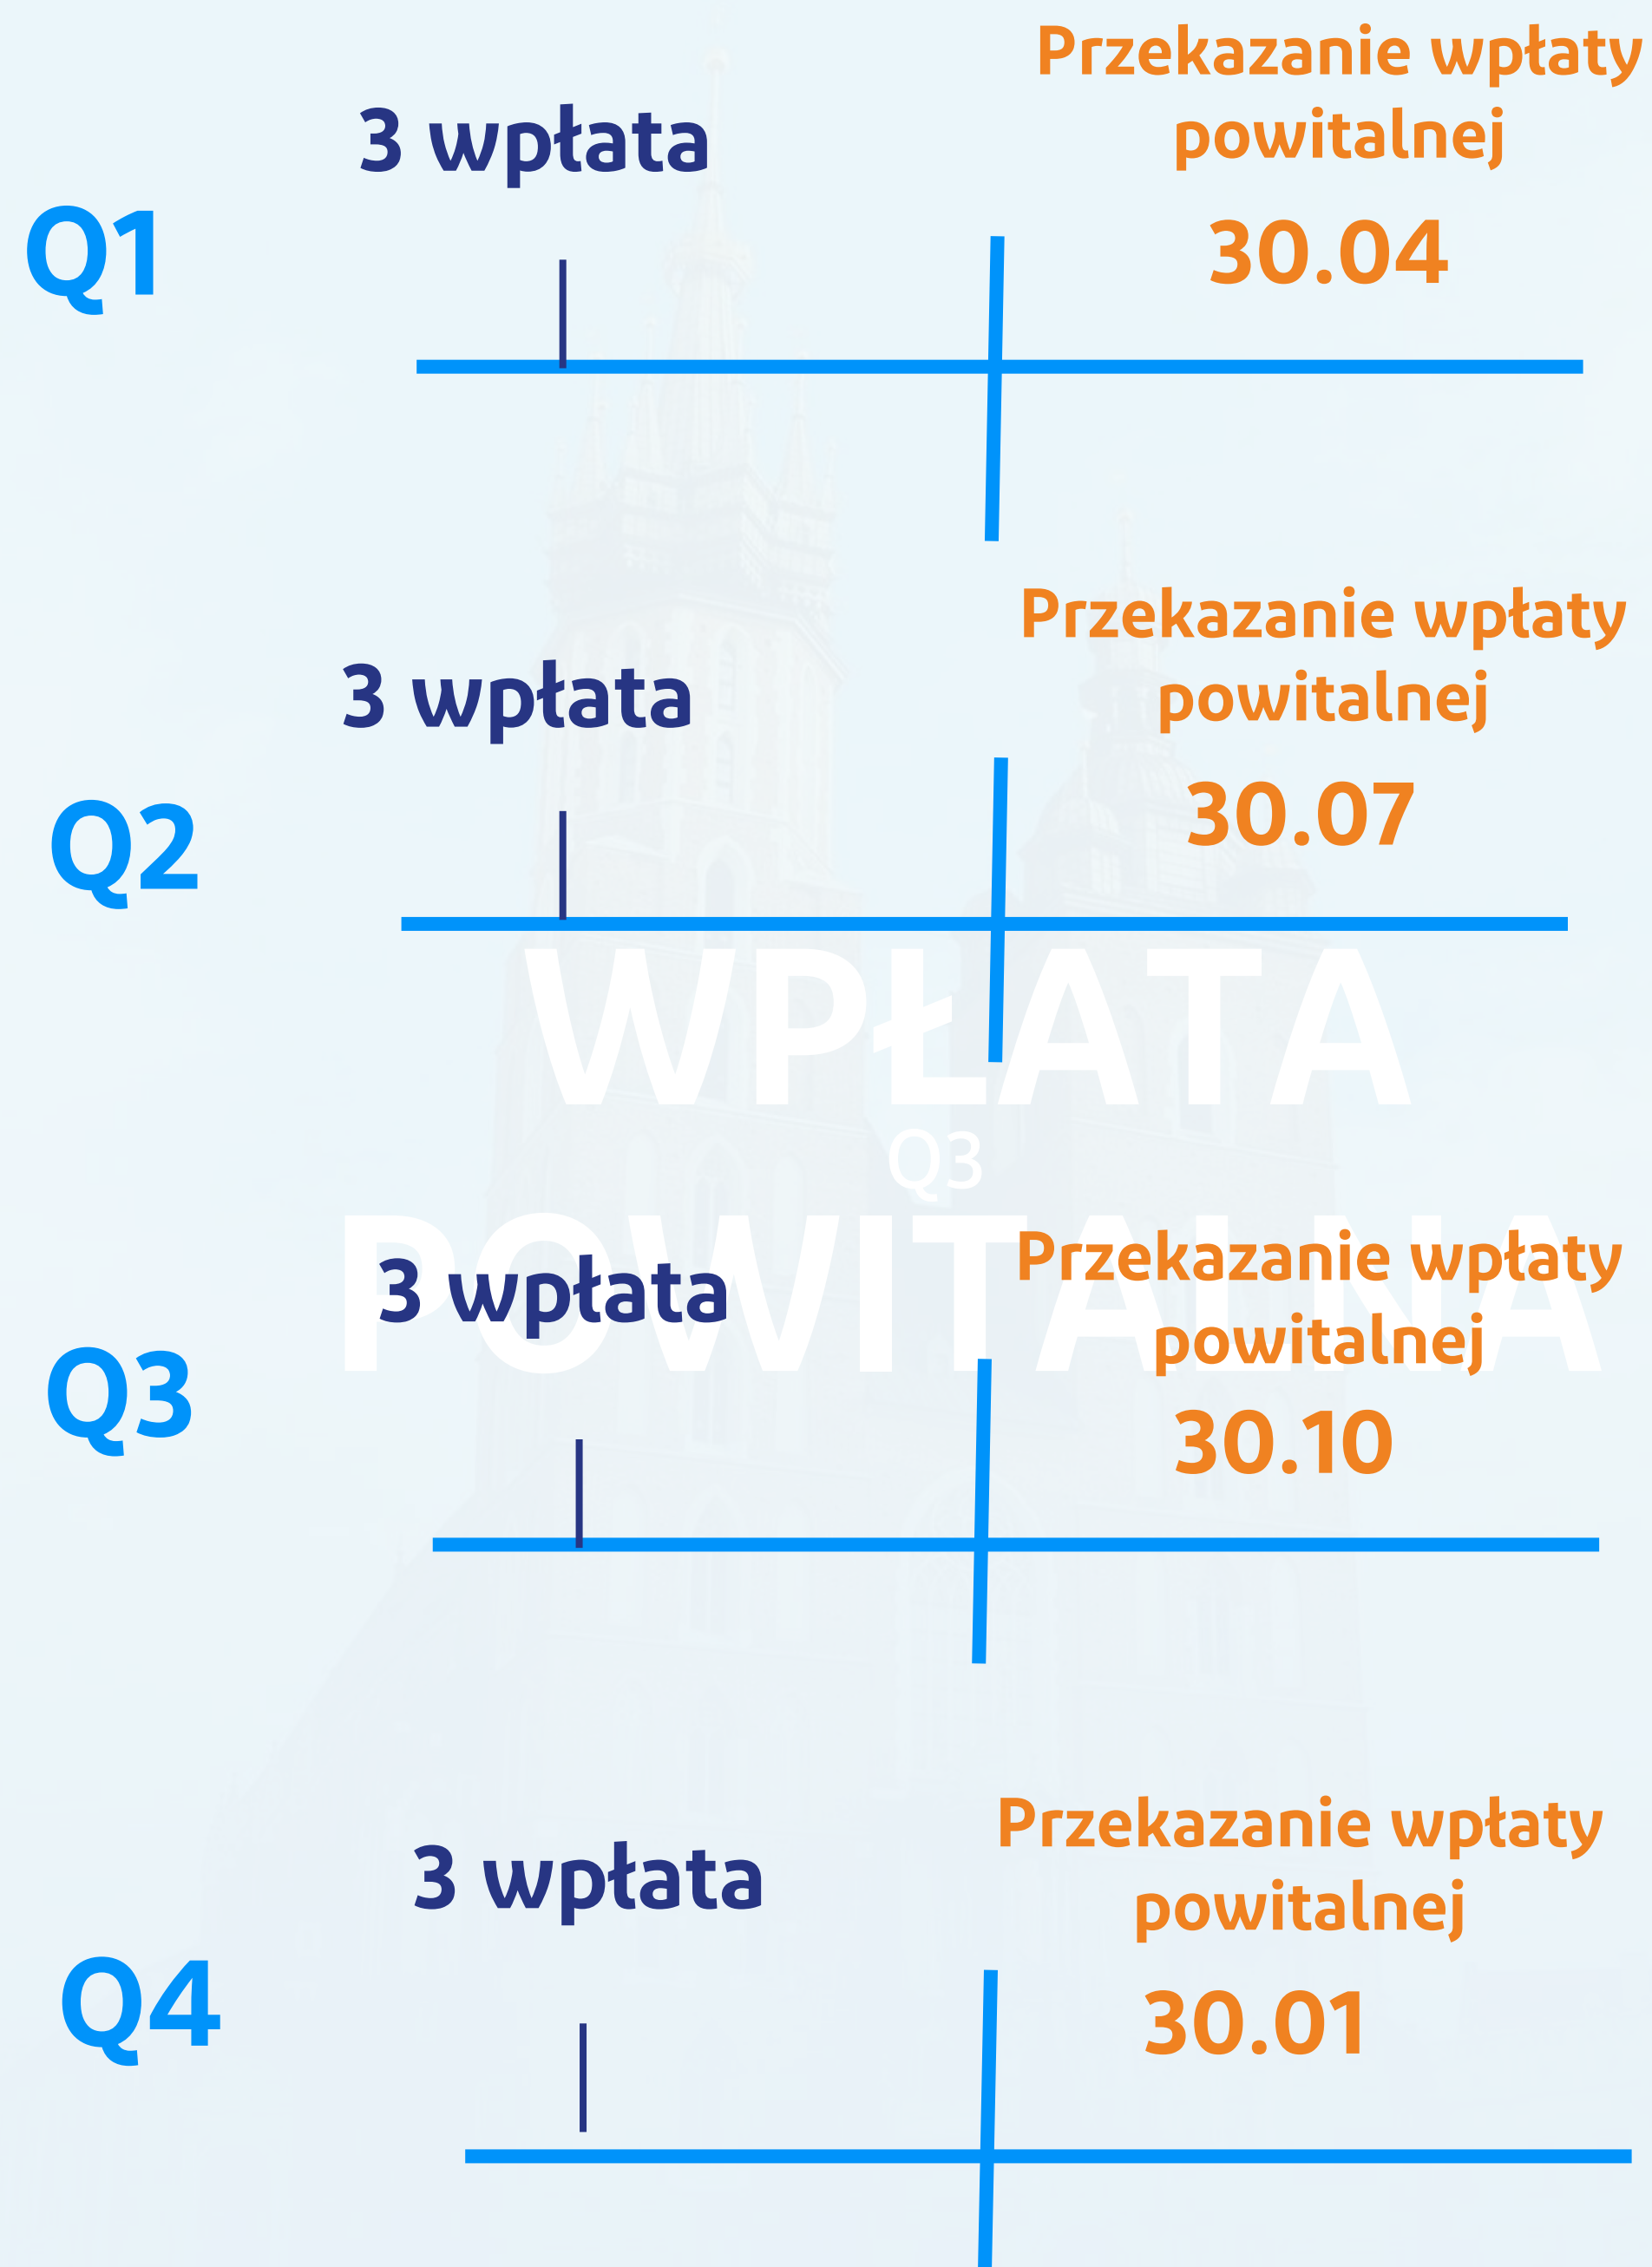 Przekazanie wpłaty
powitalnej
3 wpłata
Q1
30.04
Przekazanie wpłaty
powitalnej
3 wpłata
Q2
30.07
WPŁATA
Q3
POWITALNA
Przekazanie wpłaty
powitalnej
3 wpłata
Q3
30.10
Przekazanie wpłaty
powitalnej
3 wpłata
Q4
30.01